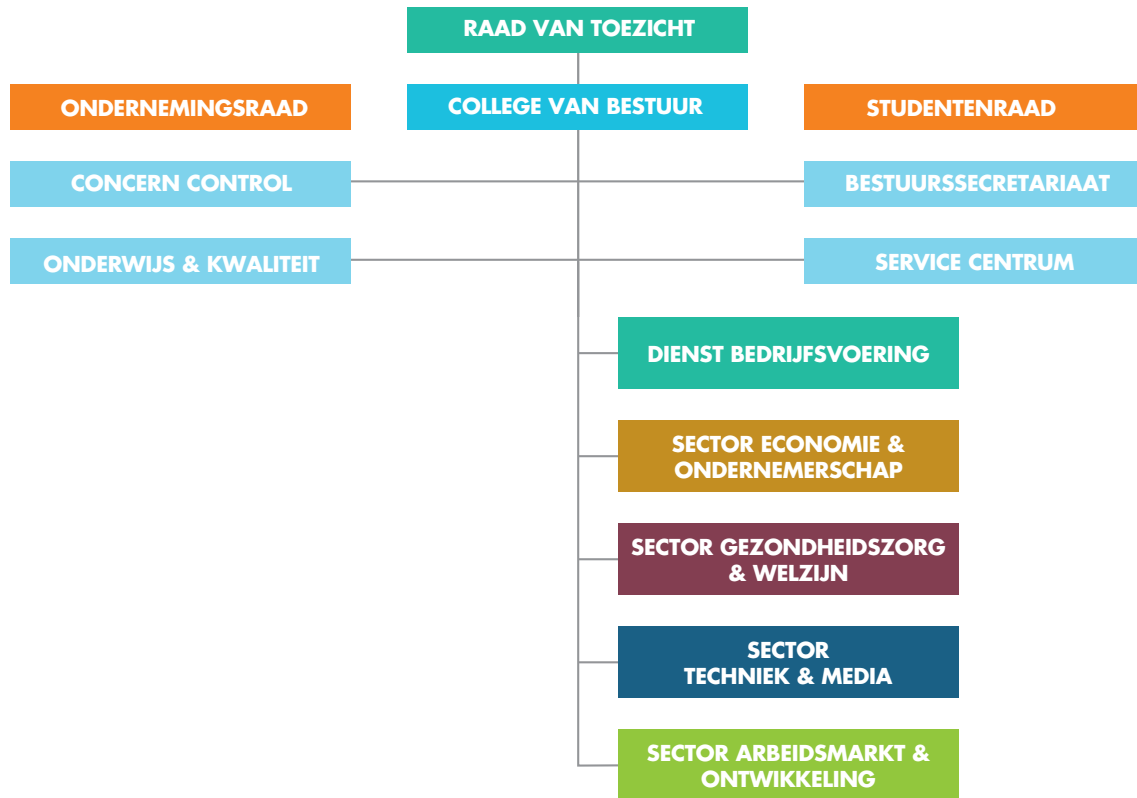 RAAD VAN TOEZICHT
ONDERNEMINGSRAAD
COLLEGE VAN BESTUUR
STUDENTENRAAD
CONCERN CONTROL
BESTUURSSECRETARIAAT
ONDERWIJS & KWALITEIT
SERVICE CENTRUM
DIENST BEDRIJFSVOERING
SECTOR ECONOMIE &
ONDERNEMERSCHAP
SECTOR GEZONDHEIDSZORG
& WELZIJN
SECTOR
TECHNIEK & MEDIA
SECTOR ARBEIDSMARKT &
ONTWIKKELING